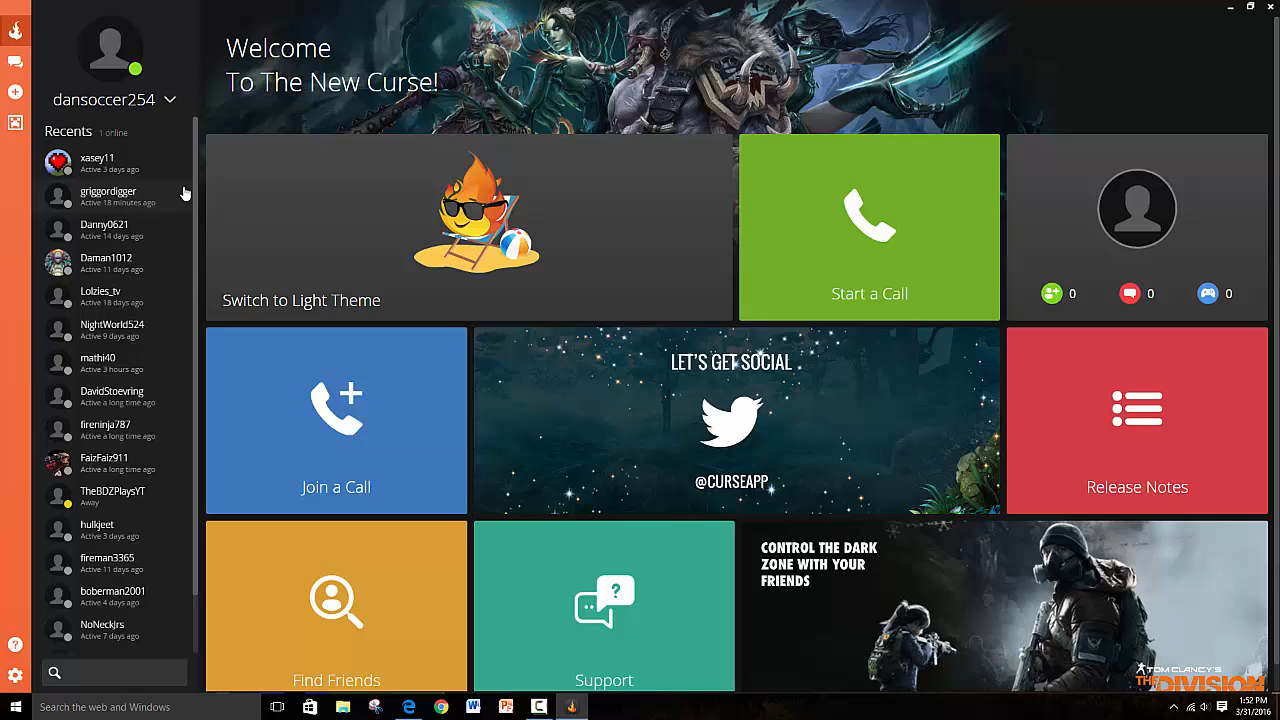 Welcome
To The New Curse!
dansoccer254
Recents 1 online
xasey11
Active 3 days ago
griggordigger
Active 18 minutes ago
Danny0621
Active 14 days ago
Daman1012
Active 11 days ago
Lolzies_tv
Active 18 days ago
NightWorld524
Active 9 days ago
mathi40
Active 3 hours ago
DavidStoevring
Active a long time ago
fireninja787
Active a long time ago
FaizFaiz911
Active a long time ago
TheBDZPlaysYT
Away
hulkjeet
Active 3 days ago
fireman3365
Active 11 days ago
boberman2001
Active 4 days ago
NoNeckJrs
Active 7 days ago
Switch to Light Theme
Start a Call
0 0 0
Join a Call
LET'S GET SOCIAL
@CURSEAPP
Release Notes
Find Friends
Support
CONTROL THE DARK
ZONE WITH YOUR
FRIENDS
TOM CLANCY'S
THE DIVISION
Search the web and Windows
1:52 PM
3/31/2016